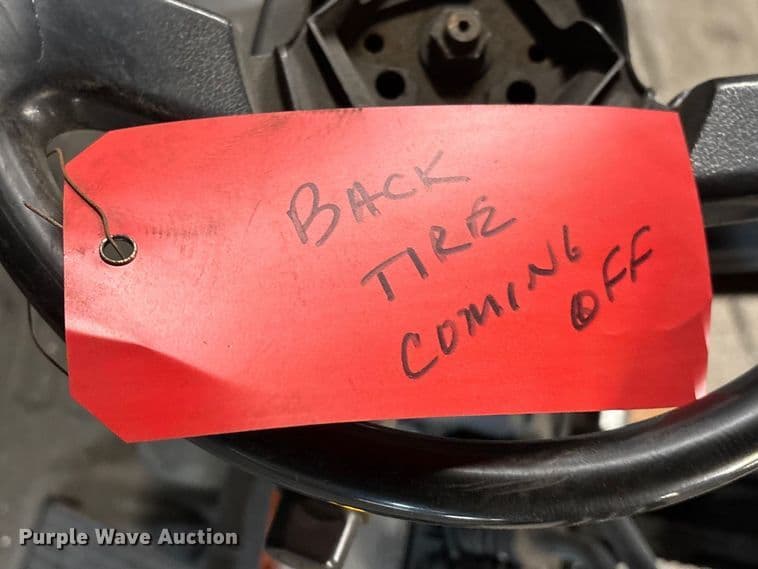 BACK
TIRE
COMING
OFF
Purple Wave Auction